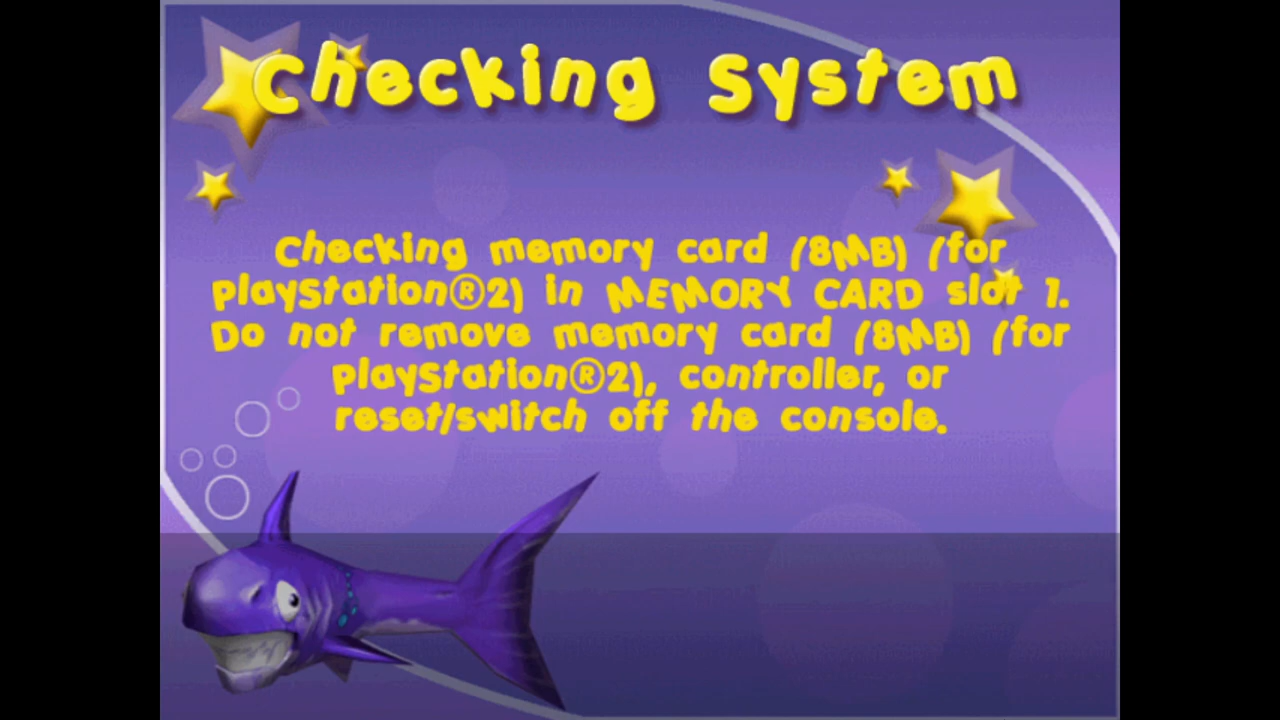 Checking System
Checking memory card (8MB) (for
PlayStation®2) in MEMORY CARD slot 1.
Do not remove memory card (8MB) (for
PlayStation®2), controller, or
reset/switch off the console.